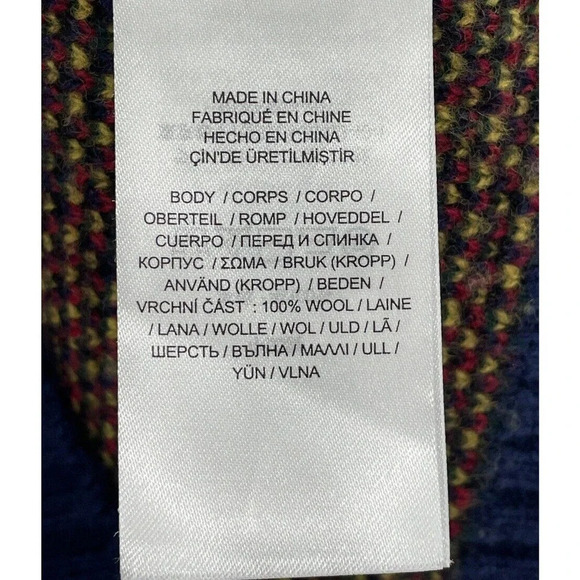 MADE IN CHINA
FABRIQUÉ EN CHINE
HECHO EN CHINA
ÇİN'DE ÜRETİLMİŞTİR
BODY / CORPS / CORPO /
OBERTEIL / ROMP / HOVEDDEL /
CUERPO / ПЕРЕД И СПИНКА /
КОРПУС / ΣΩΜΑ / BRUK (KROPP) /
ANVÄND (KROPP) / BEDEN /
VRCHNÍ ČÁST : 100% WOOL / LAINE
/ LANA / WOLLE / WOL / ULD / LÃ /
ШЕРСТЬ / ВЪЛНА / ΜΑΛΛΙ / ULL /
YÜN / VLNA